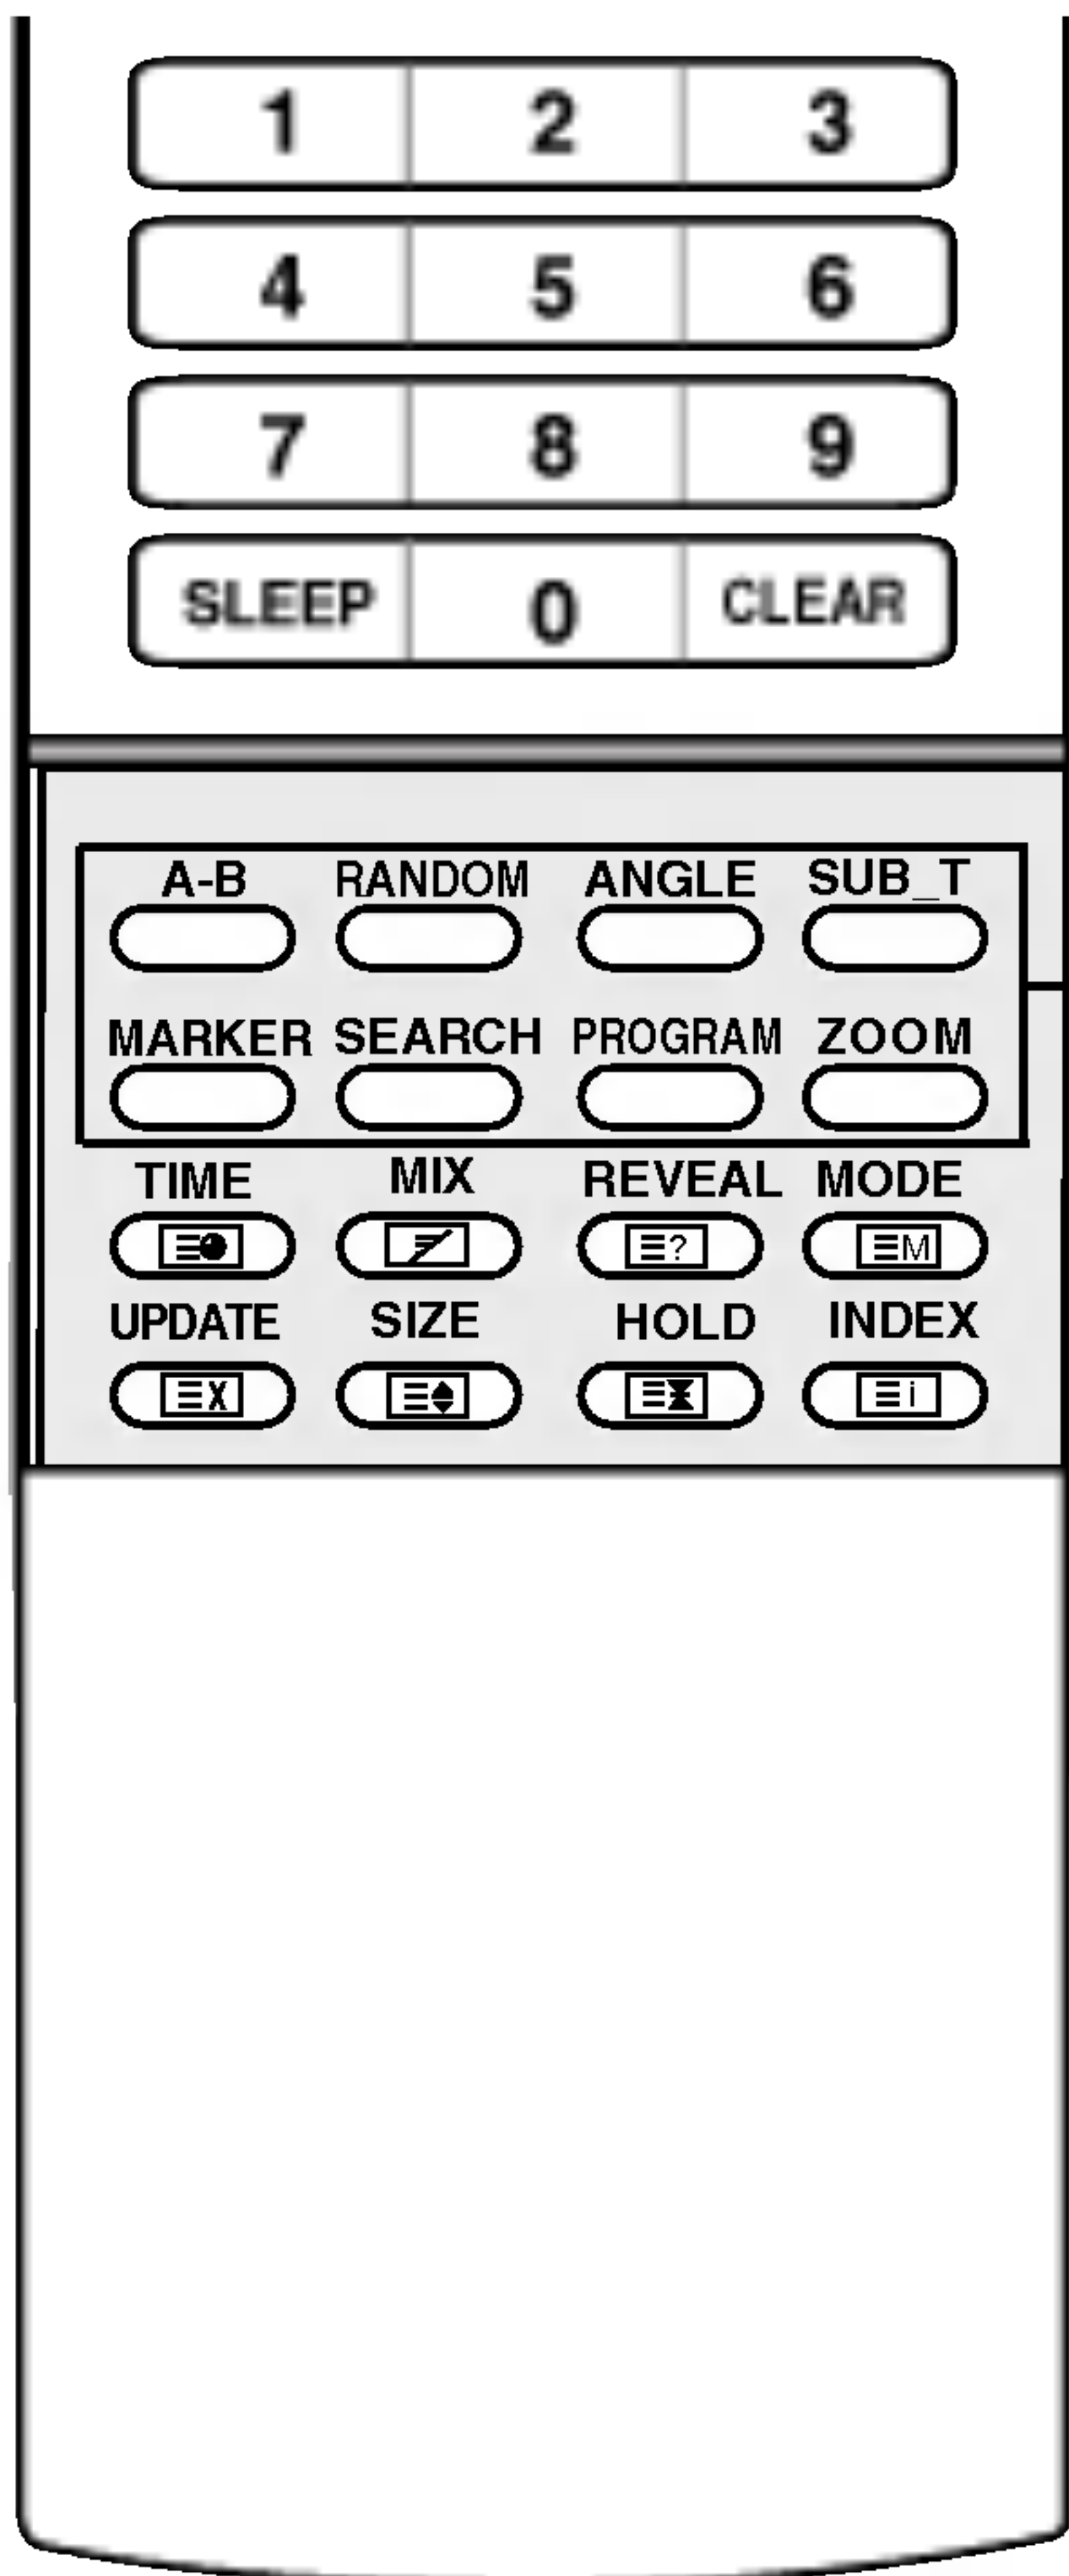 1 2 3
4 5 6
7 8 9
SLEEP 0 CLEAR
A-B RANDOM ANGLE SUB_T
MARKER SEARCH PROGRAM ZOOM
TIME MIX REVEAL MODE
? M
UPDATE SIZE HOLD INDEX
X i